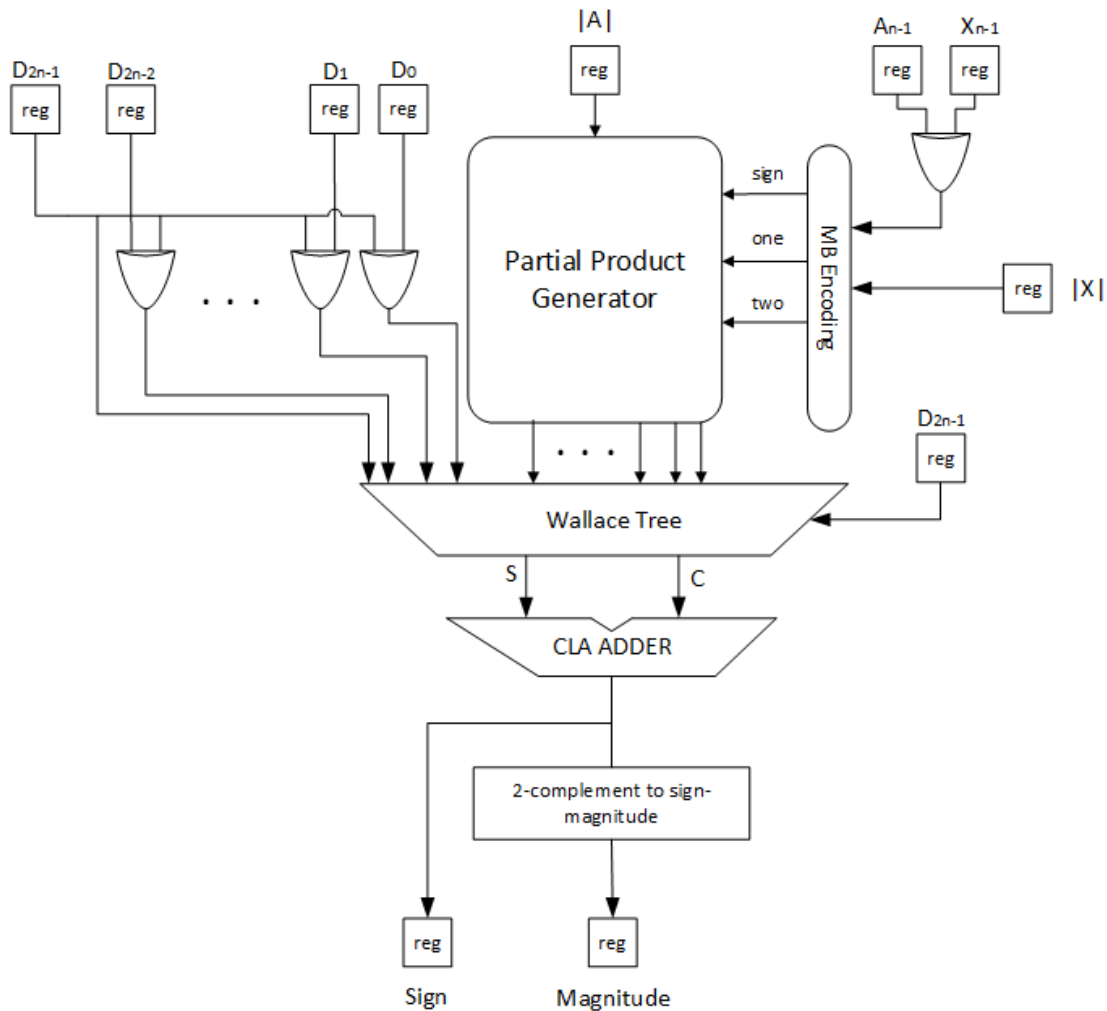 |A|
Aₙ₋₁ Xₙ₋₁
D₂ₙ₋₁ D₂ₙ₋₂ D₁ D₀
reg reg reg
reg reg reg reg
sign
one
two
Partial Product
Generator
MB Encoding
reg |X|
. . .
. . .
D₂ₙ₋₁
reg
Wallace Tree
S C
CLA ADDER
2-complement to sign-
magnitude
reg reg
Sign Magnitude